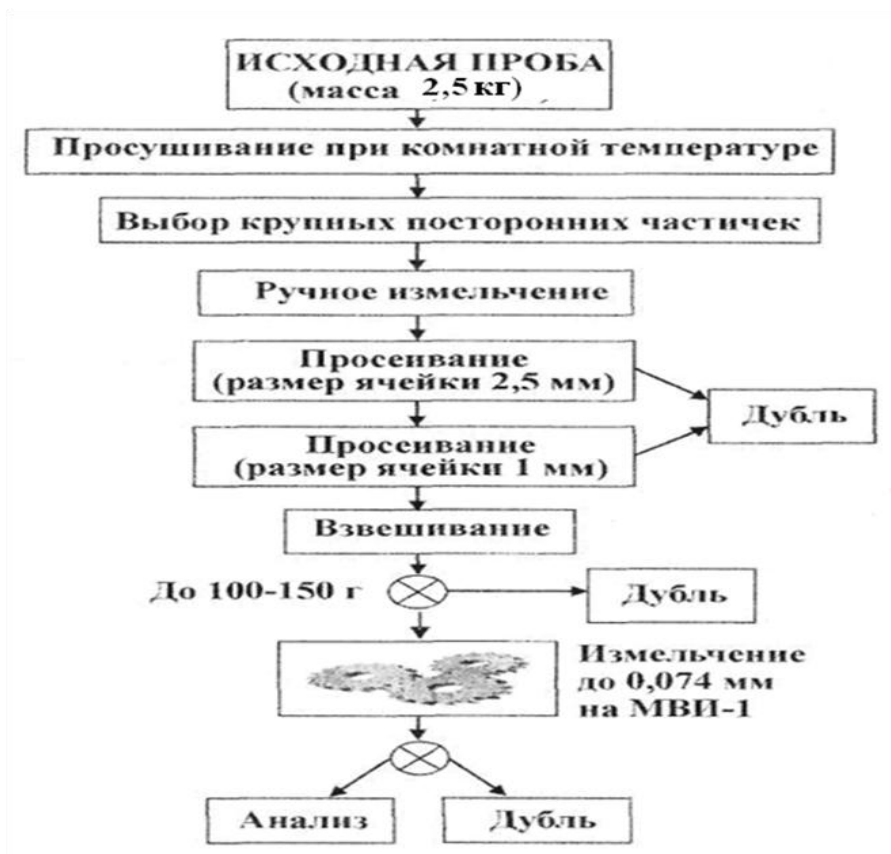 ИСХОДНАЯ ПРОБА
(масса 2,5 кг)
Просушивание при комнатной температуре
Выбор крупных посторонних частичек
Ручное измельчение
Просеивание
(размер ячейки 2,5 мм)
Дубль
Просеивание
(размер ячейки 1 мм)
Взвешивание
До 100-150 г
Дубль
Измельчение
до 0,074 мм
на МВИ-1
Анализ
Дубль